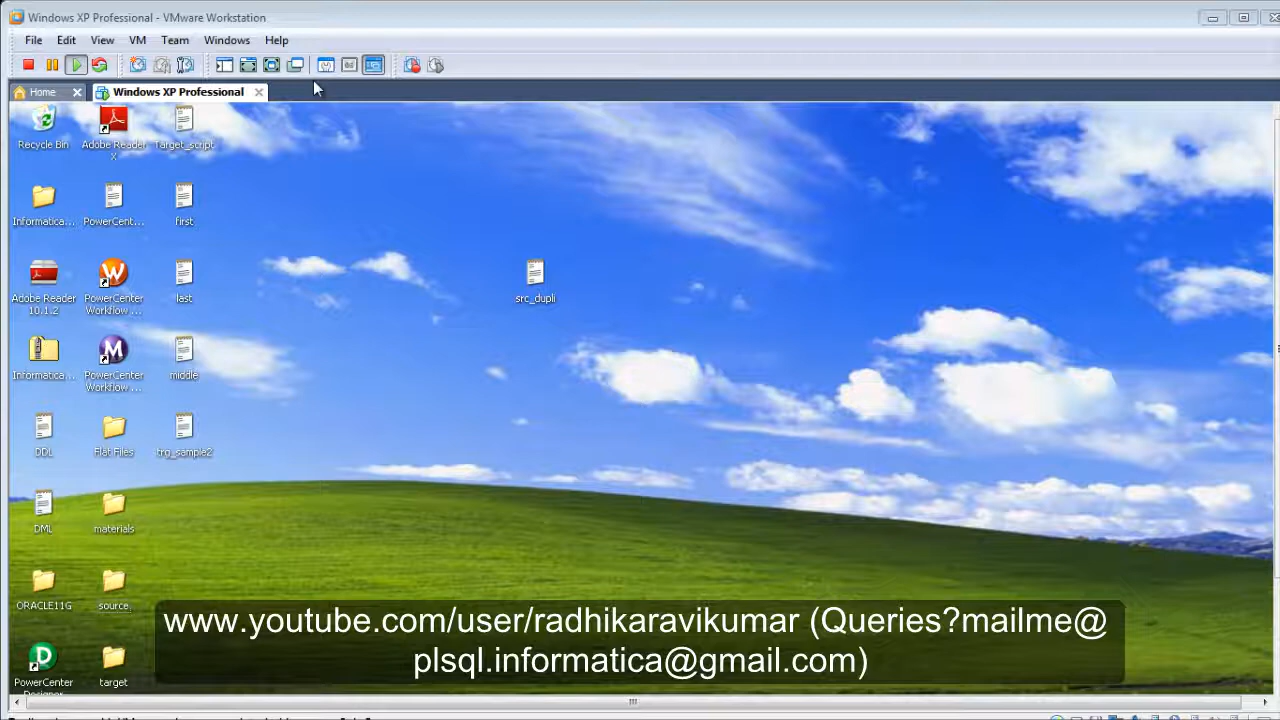 Windows XP Professional - VMware Workstation
File Edit View VM Team Windows Help
Home Windows XP Professional
Recycle Bin Adobe Reader X Target_script
Informatica... PowerCent... first
Adobe Reader 10.1.2 PowerCenter Workflow ... last
Informatica... PowerCenter Workflow ... middle
DDL Flat Files trg_sample2
DML materials
ORACLE11G source
PowerCenter Designer target
src_dupli
www.youtube.com/user/radhikaravikumar (Queries?mailme@
plsql.informatica@gmail.com)